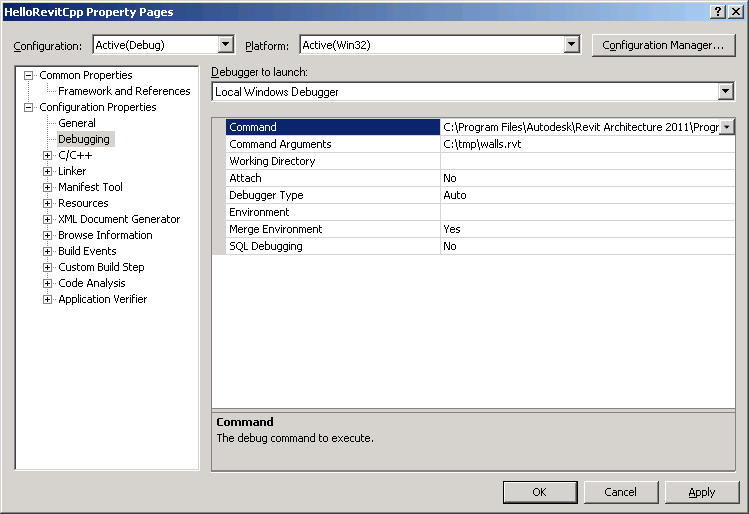 HelloRevitCpp Property Pages
Configuration: Active(Debug) Platform: Active(Win32) Configuration Manager...
Common Properties
Framework and References
Configuration Properties
General
Debugging
C/C++
Linker
Manifest Tool
Resources
XML Document Generator
Browse Information
Build Events
Custom Build Step
Code Analysis
Application Verifier
Debugger to launch:
Local Windows Debugger
Command C:\Program Files\Autodesk\Revit Architecture 2011\Progr
Command Arguments C:\tmp\walls.rvt
Working Directory
Attach No
Debugger Type Auto
Environment
Merge Environment Yes
SQL Debugging No
Command
The debug command to execute.
OK Cancel Apply